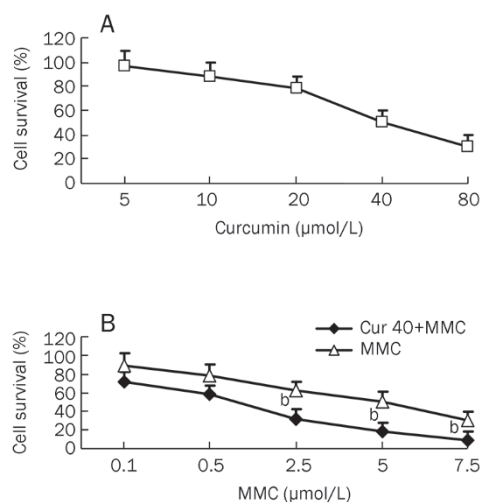 A
Cell survival (%)
120
100
80
60
40
20
0
5 10 20 40 80
Curcumin (μmol/L)
B
Cur 40+MMC
MMC
Cell survival (%)
120
100
80
60
40
20
0
b
b
b
0.1 0.5 2.5 5 7.5
MMC (μmol/L)